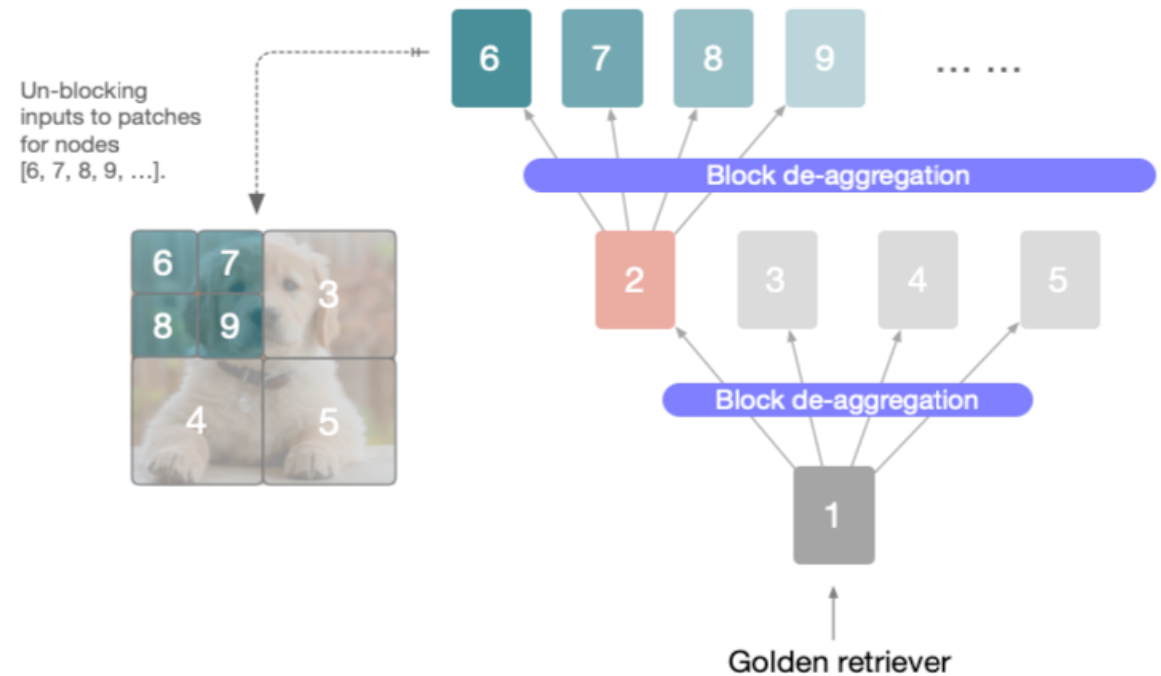 6 7 8 9 ... ...
Un-blocking
inputs to patches
for nodes
[6, 7, 8, 9, ...].
Block de-aggregation
2 3 4 5
6 7
3
8 9
4 5
Block de-aggregation
1
Golden retriever